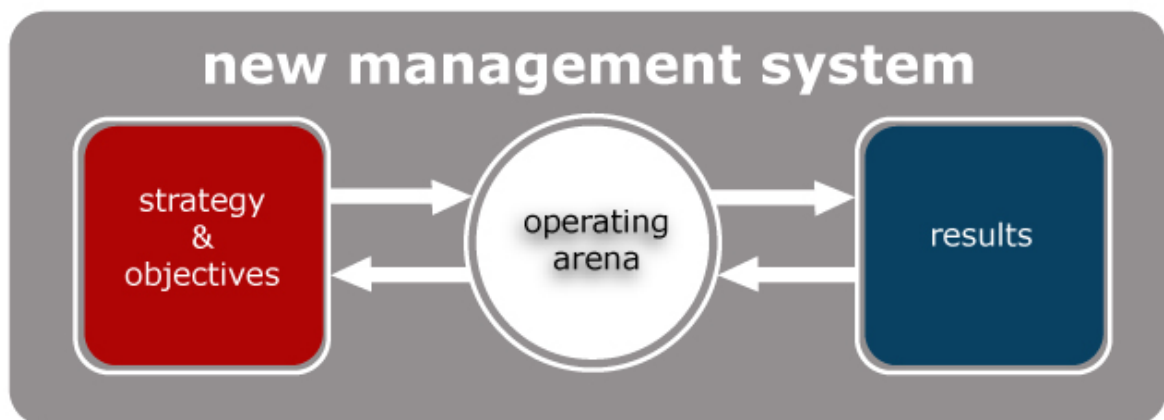 new management system
strategy
&
objectives
operating
arena
results